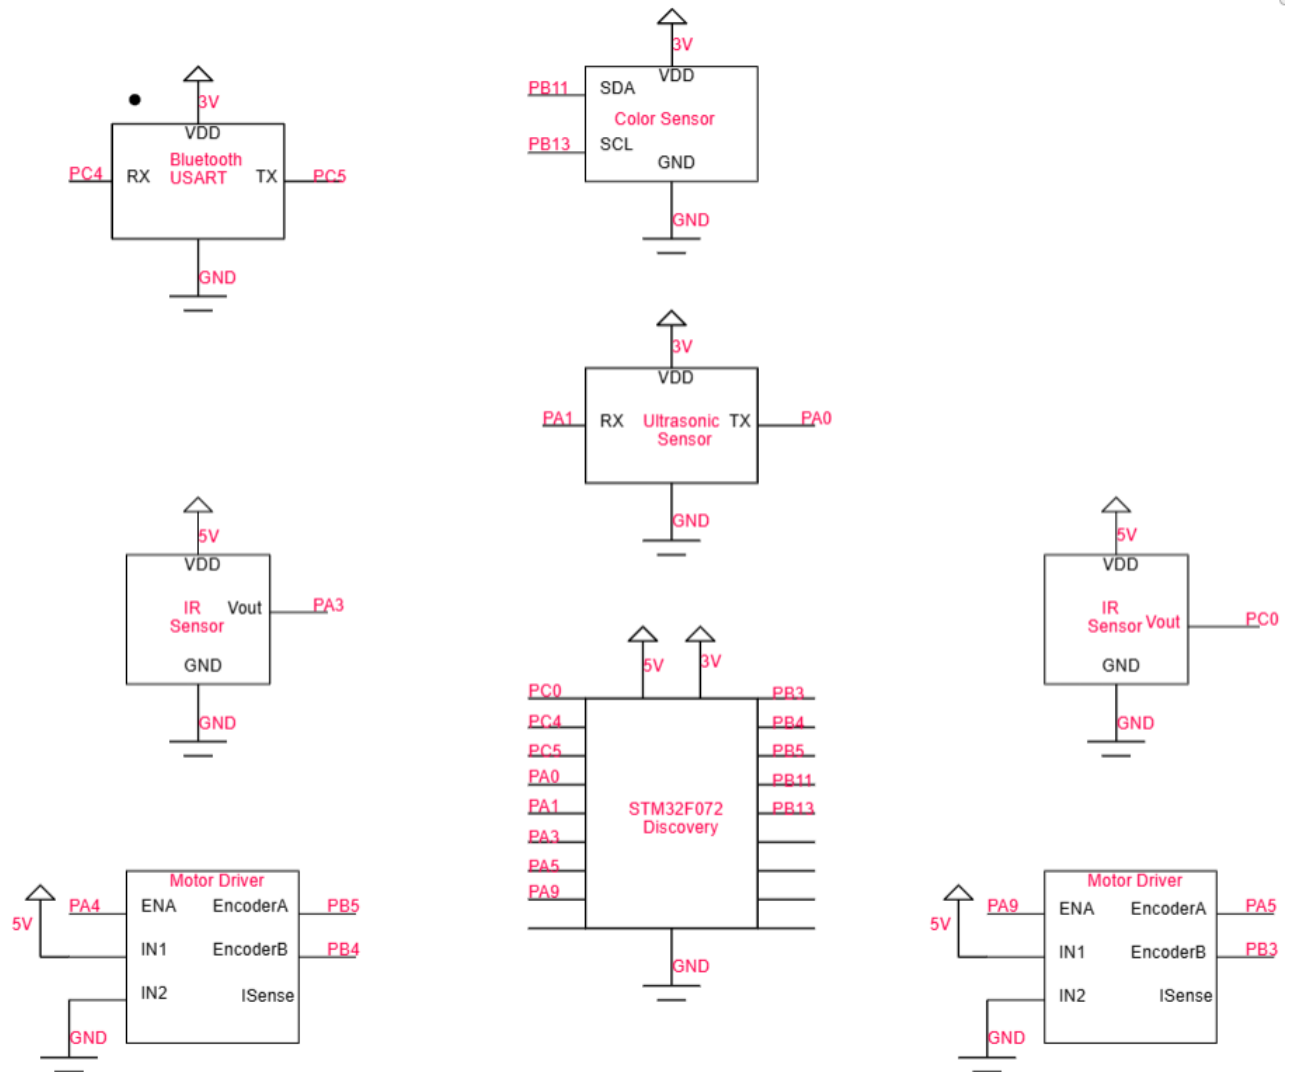 3V
VDD
PB11
SDA
Color Sensor
PB13
SCL
GND
GND
3V
VDD
Bluetooth
USART
PC4
RX
TX
PC5
GND
3V
VDD
PA1
RX
Ultrasonic
Sensor
TX
PA0
GND
5V
VDD
IR
Sensor
Vout
PA3
GND
GND
5V
VDD
IR
Sensor
Vout
PC0
GND
GND
5V
3V
PC0
PC4
PC5
PA0
PA1
PA3
PA5
PA9
STM32F072
Discovery
PB3
PB4
PB5
PB11
PB13
GND
Motor Driver
5V
PA4
ENA
EncoderA
PB5
IN1
EncoderB
PB4
IN2
ISense
GND
Motor Driver
5V
PA9
ENA
EncoderA
PA5
IN1
EncoderB
PB3
IN2
ISense
GND